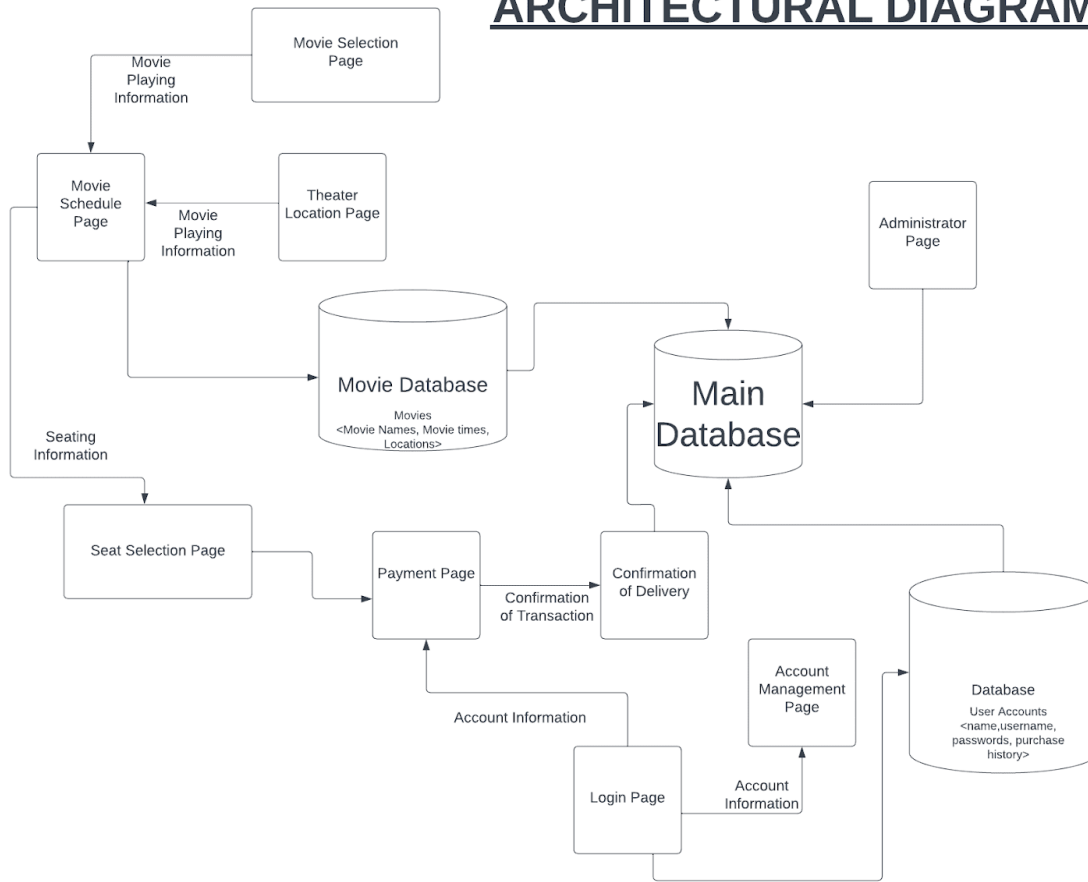 ARCHITECTURAL DIAGRAM
Movie Selection
Page
Movie
Playing
Information
Movie
Schedule
Page
Theater
Location Page
Movie
Playing
Information
Administrator
Page
Movie Database
Movies
<Movie Names, Movie times,
Locations>
Main
Database
Seating
Information
Seat Selection Page
Payment Page
Confirmation
of Transaction
Confirmation
of Delivery
Account
Management
Page
Database
User Accounts
<name,username,
passwords, purchase
history>
Account Information
Login Page
Account
Information